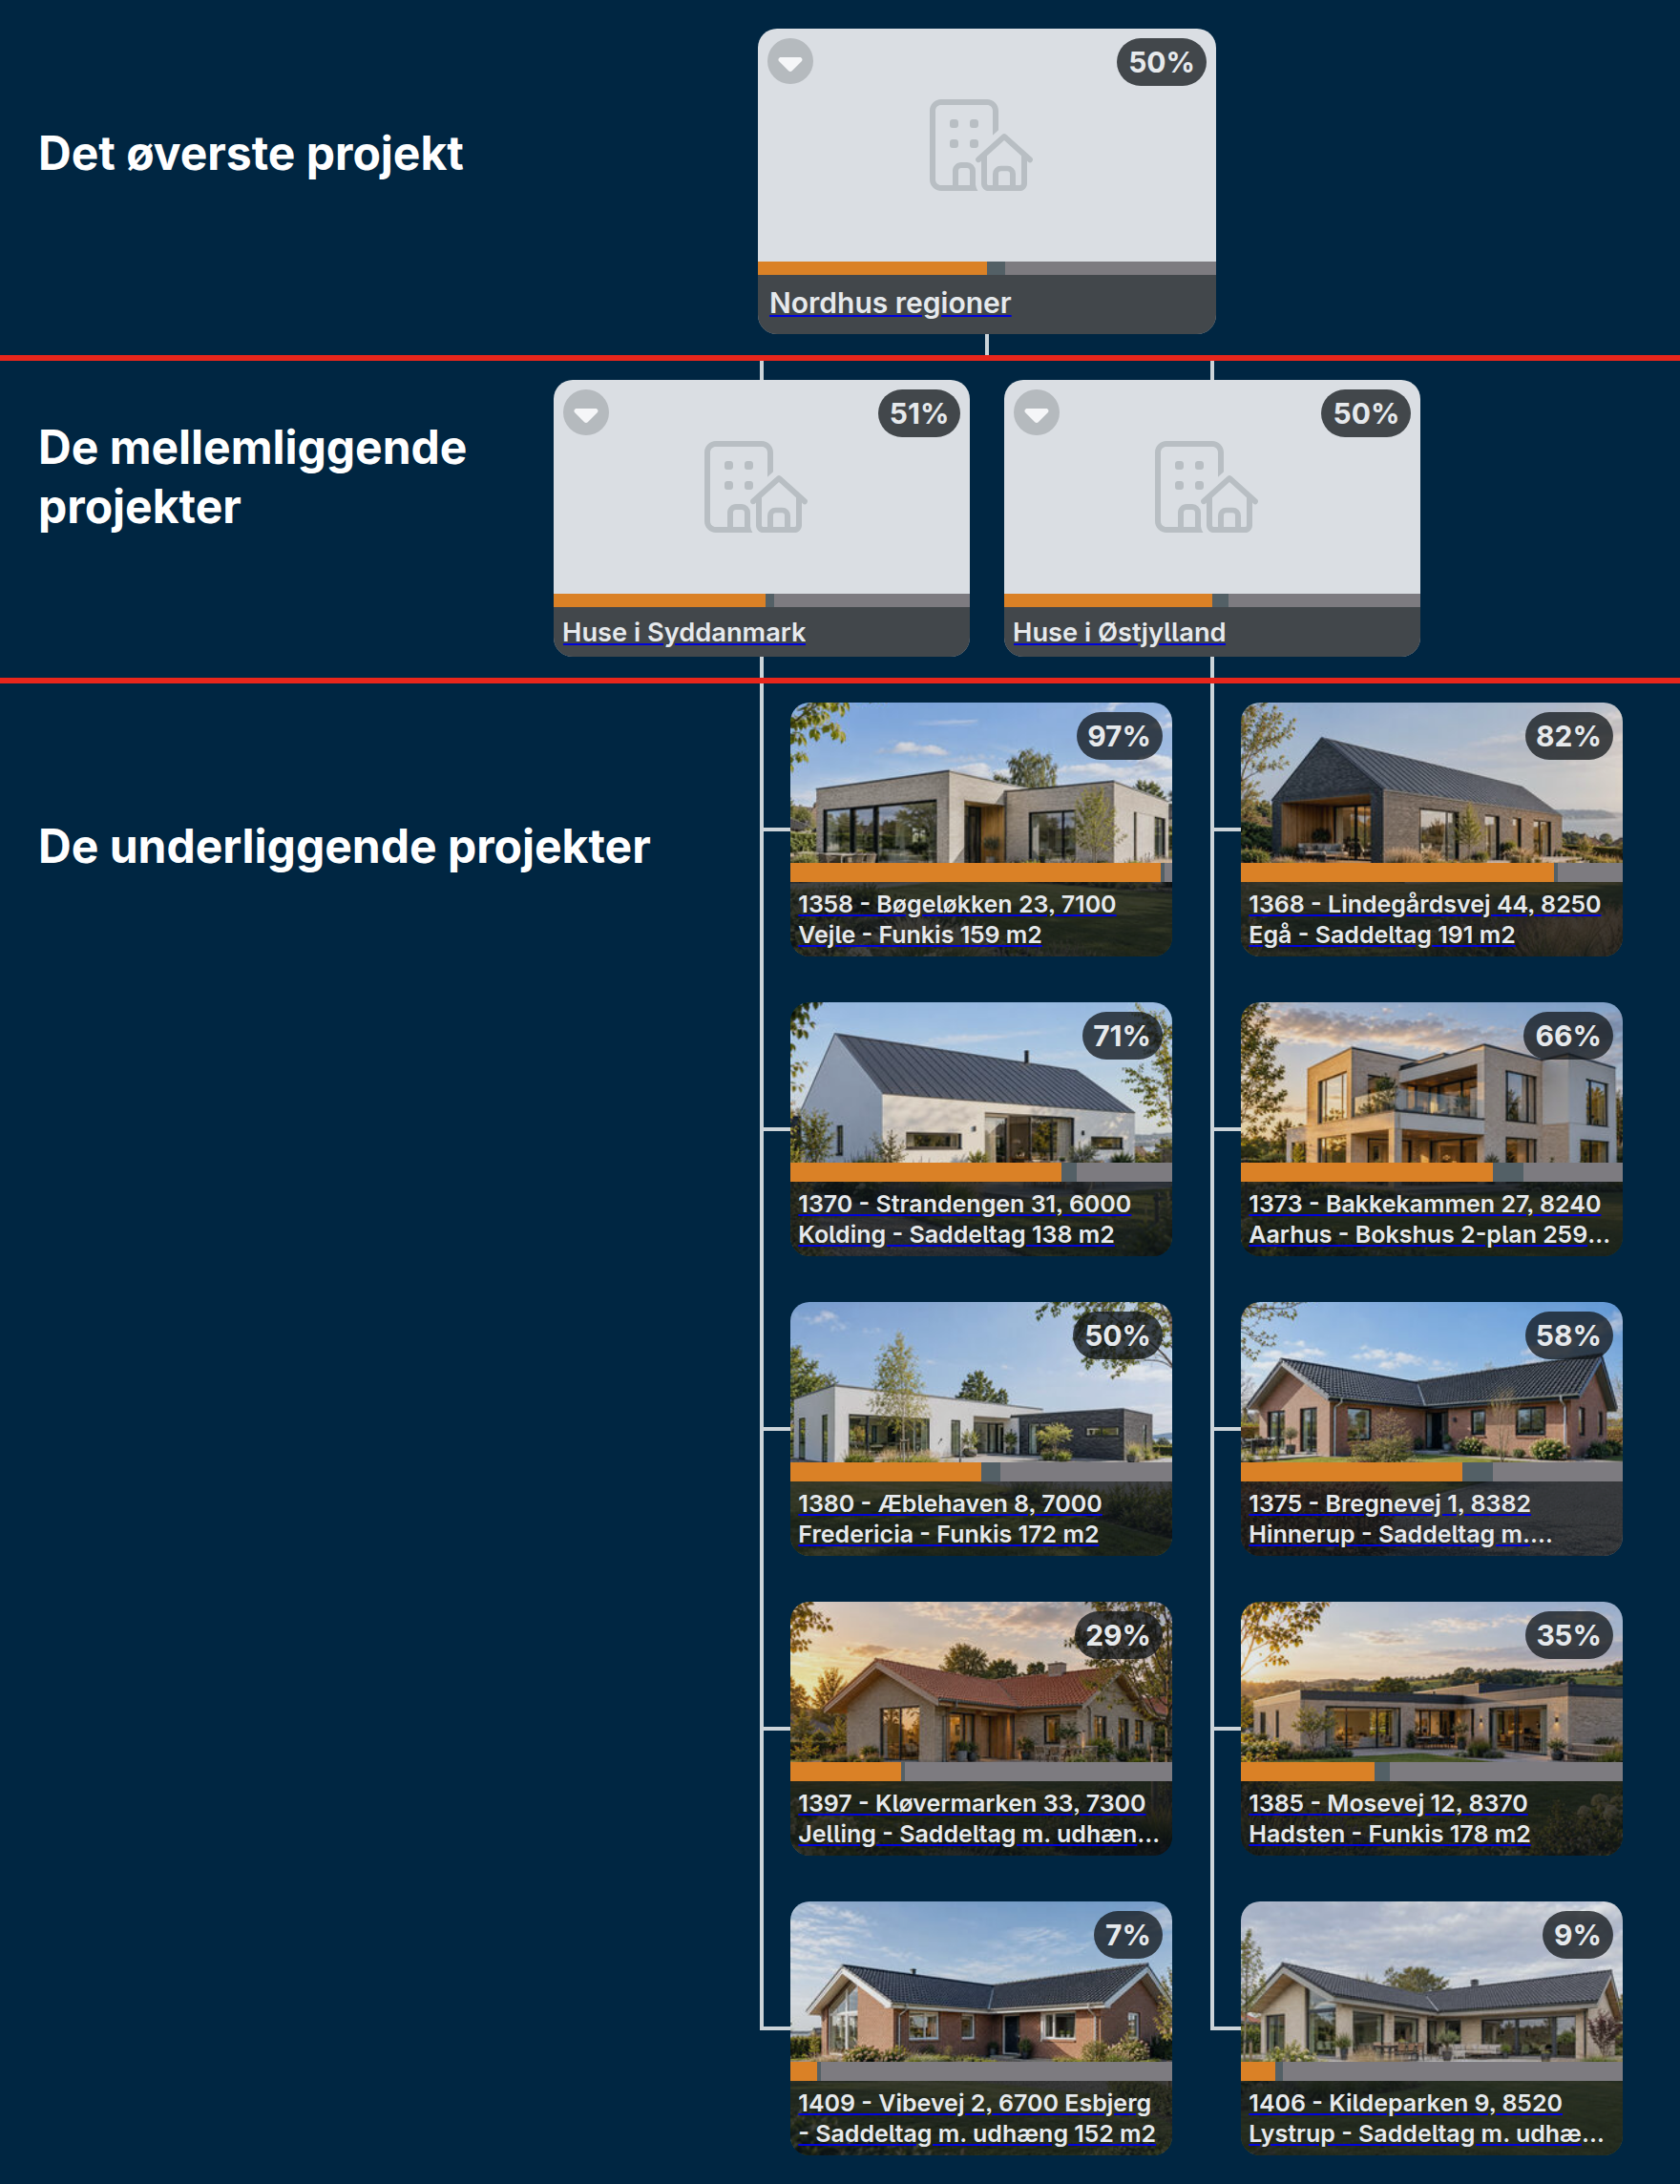 50%
Det øverste projekt
Nordhus regioner
51%
50%
De mellemliggende
projekter
Huse i Syddanmark
Huse i Østjylland
De underliggende projekter
97%
1358 - Bøgeløkken 23, 7100
Vejle - Funkis 159 m2
82%
1368 - Lindegårdsvej 44, 8250
Egå - Saddeltag 191 m2
71%
1370 - Strandengen 31, 6000
Kolding - Saddeltag 138 m2
66%
1373 - Bakkekammen 27, 8240
Aarhus - Bokshus 2-plan 259...
50%
1380 - Æblehaven 8, 7000
Fredericia - Funkis 172 m2
58%
1375 - Bregnevej 1, 8382
Hinnerup - Saddeltag m....
29%
1397 - Kløvermarken 33, 7300
Jelling - Saddeltag m. udhæn...
35%
1385 - Mosevej 12, 8370
Hadsten - Funkis 178 m2
7%
1409 - Vibevej 2, 6700 Esbjerg
- Saddeltag m. udhæng 152 m2
9%
1406 - Kildeparken 9, 8520
Lystrup - Saddeltag m. udhæ...